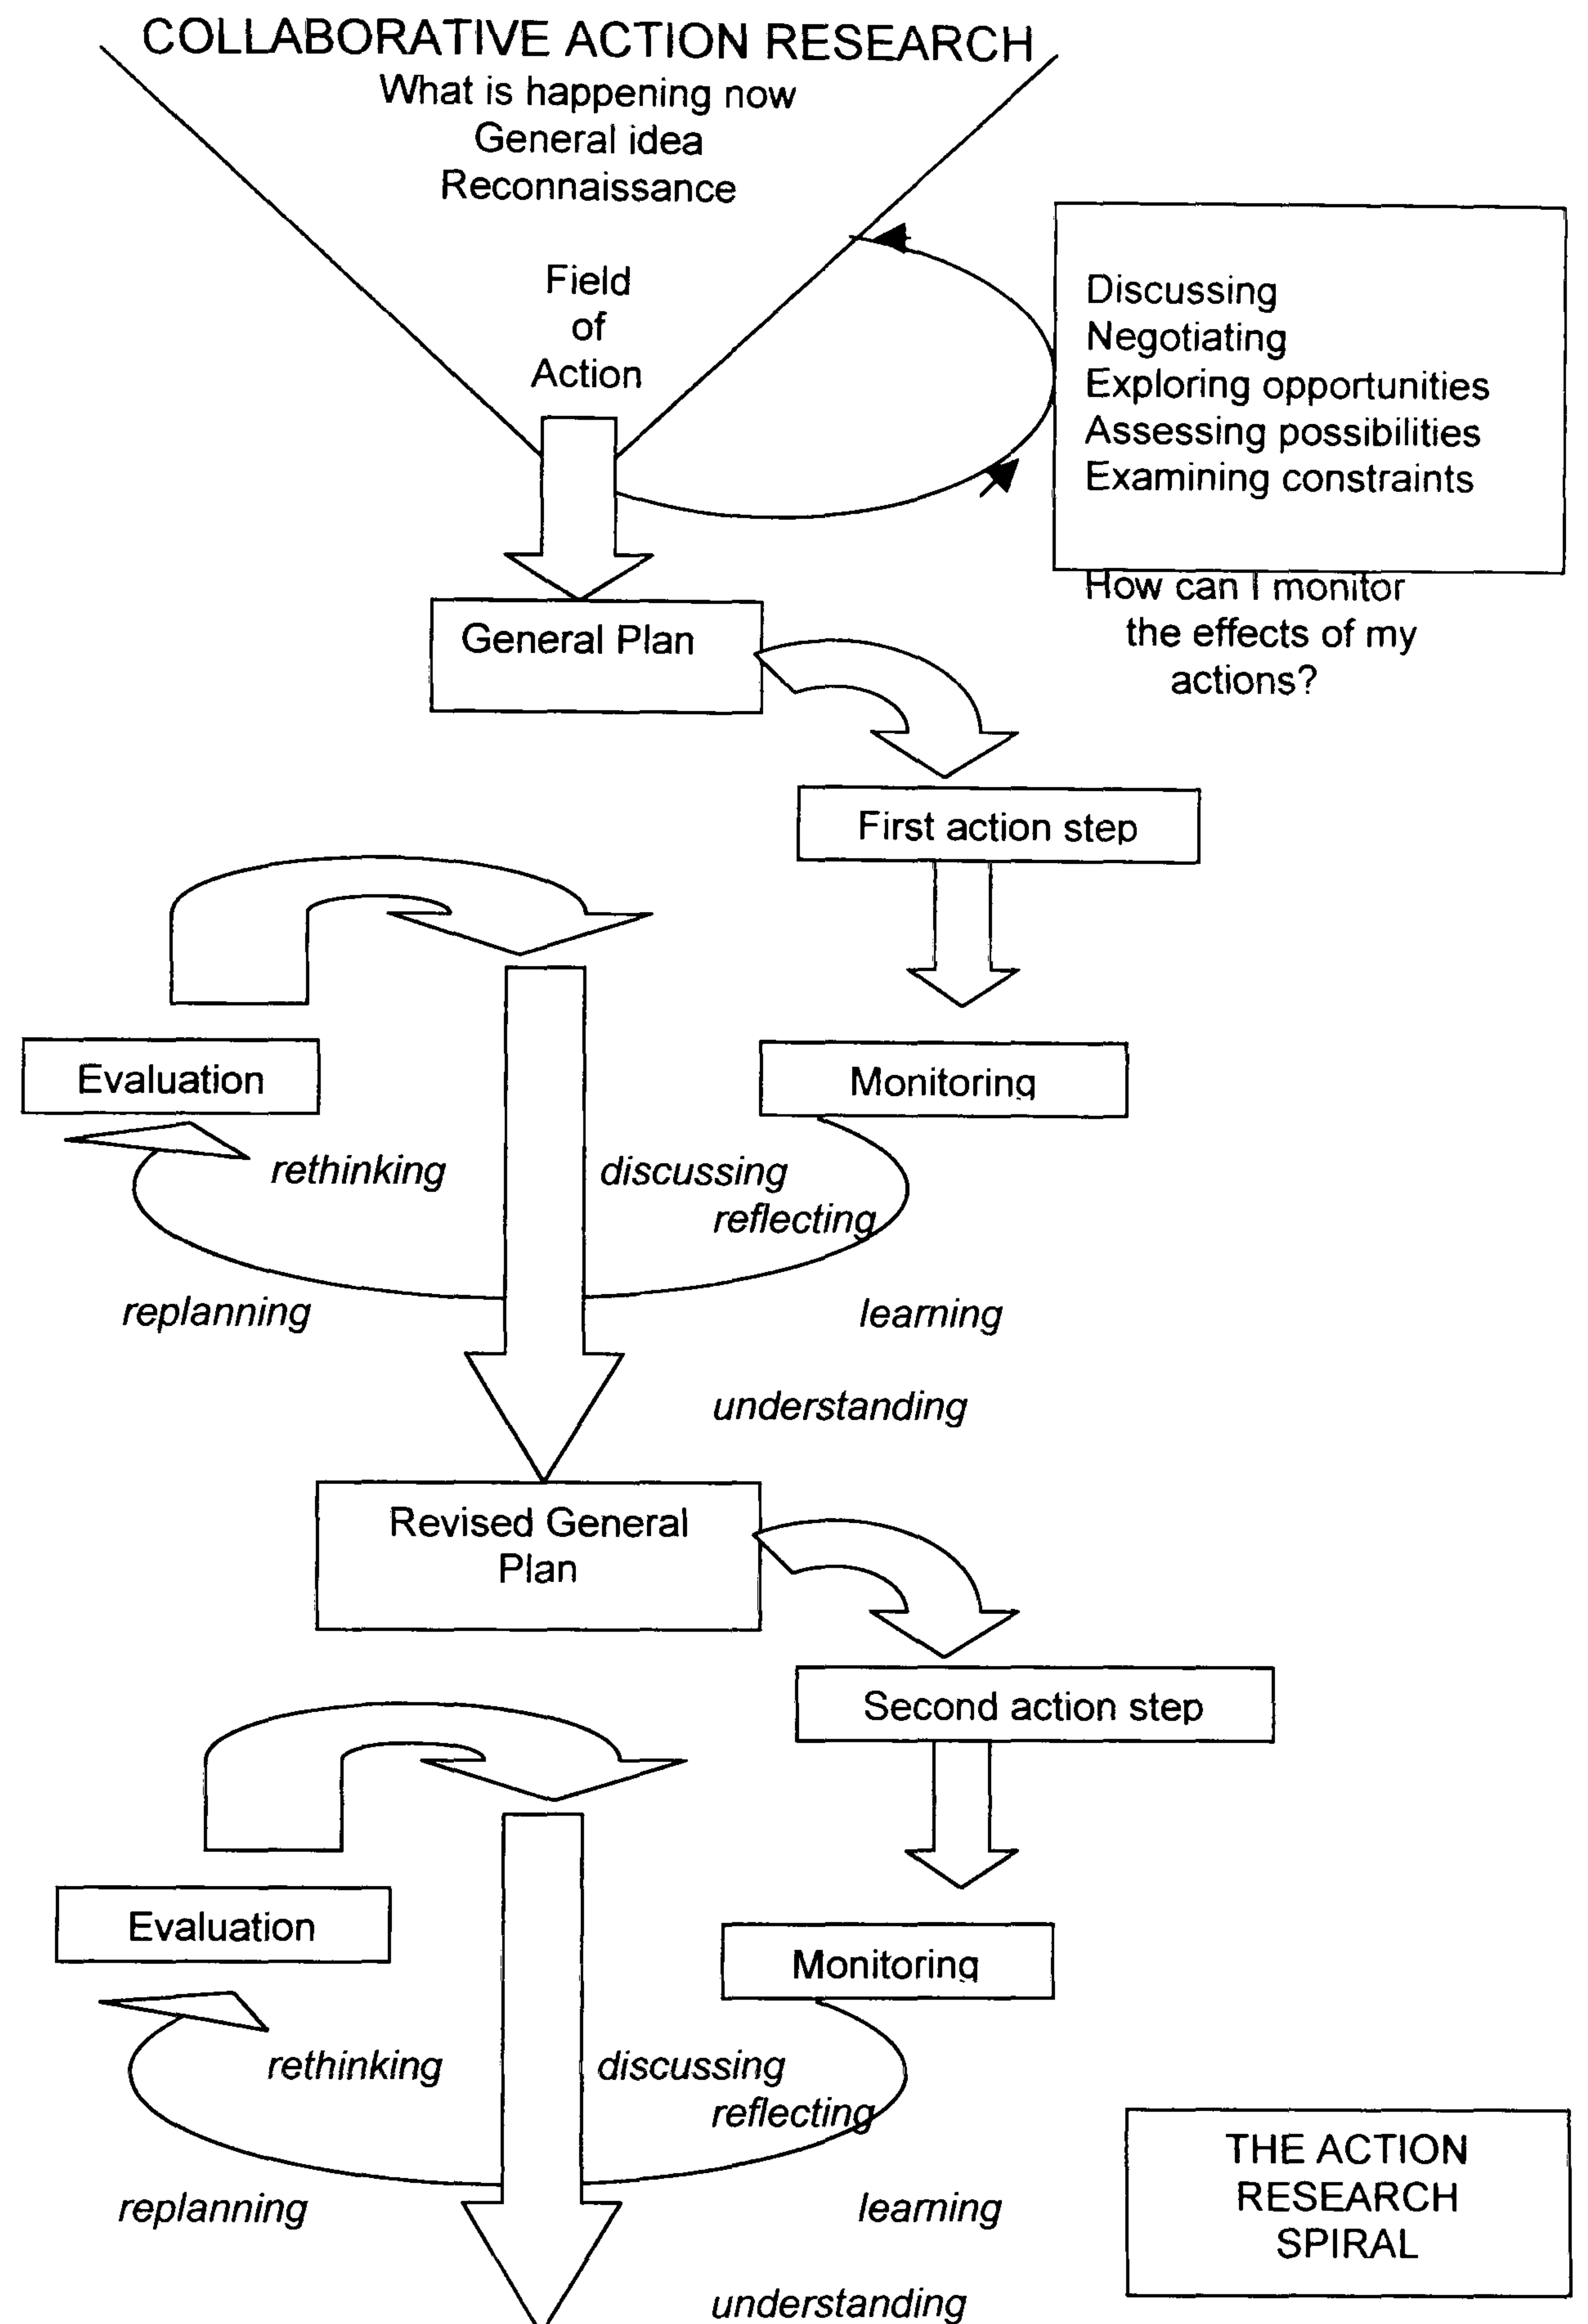 COLLABORATIVE ACTION RESEARCH
What is happening now
General idea
Reconnaissance
Field
of
Action
Discussing
Negotiating
Exploring opportunities
Assessing possibilities
Examining constraints
How can I monitor
the effects of my
actions?
General Plan
First action step
Evaluation
Monitoring
rethinking
discussing
reflecting
replanning
learning
understanding
Revised General
Plan
Second action step
Evaluation
Monitoring
rethinking
discussing
reflecting
replanning
learning
understanding
THE ACTION
RESEARCH
SPIRAL